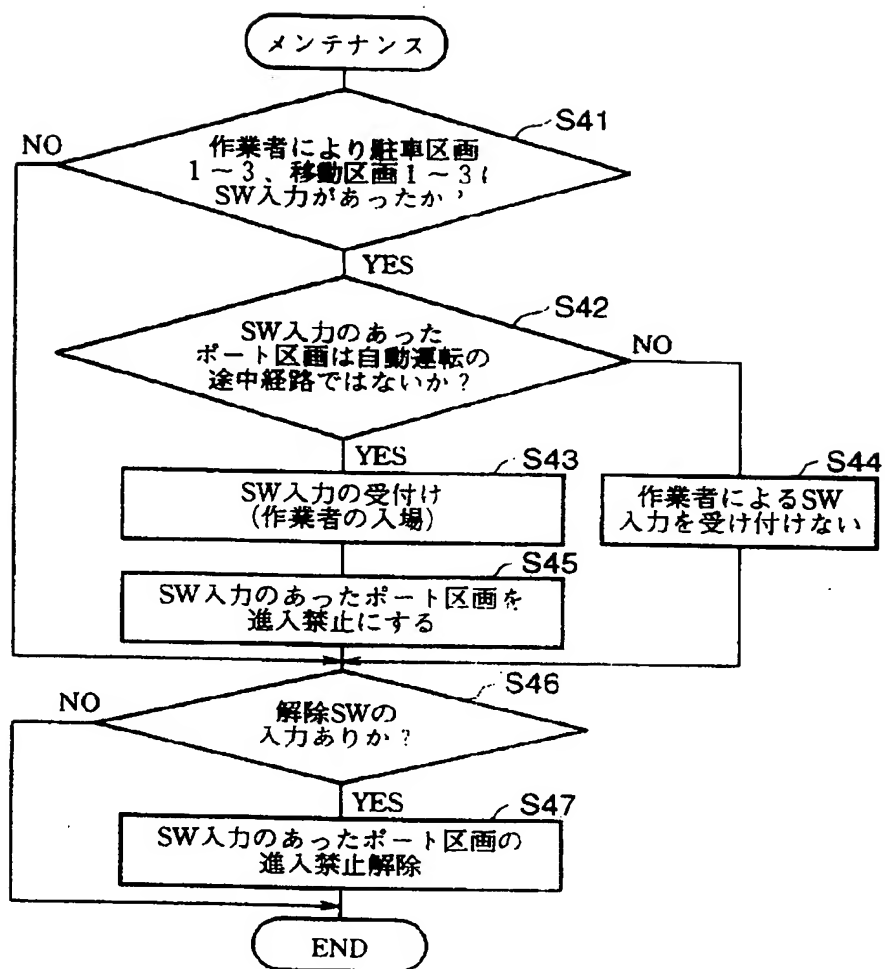 メンテナンス
S41
NO
作業者により駐車区画
1～3、移動区画1～3に
SW入力があったか?
YES
S42
SW入力のあった
ポート区画は自動運転の
途中経路ではないか?
NO
YES
S43
SW入力の受付け
(作業者の入場)
S44
作業者によるSW
入力を受け付けない
S45
SW入力のあったポート区画を
進入禁止にする
S46
NO
解除SWの
入力ありか?
YES
S47
SW入力のあったポート区画の
進入禁止解除
END